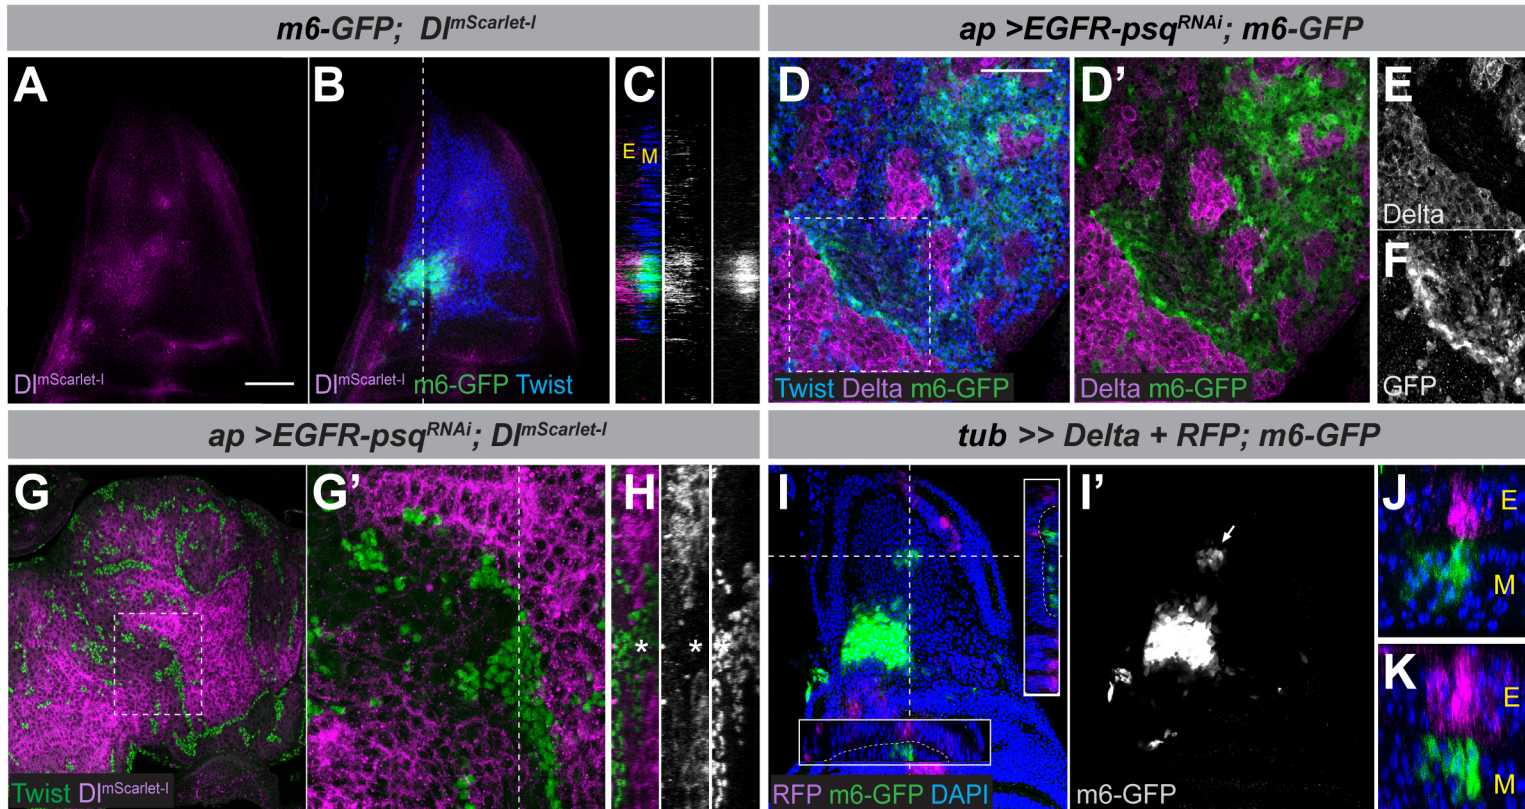 m6-GFP; Dl^mScarlet-I
ap >EGFR-psq^RNAi; m6-GFP
A
B
C
D
D’
E
E M
Delta
F
Dl^mScarlet-I
Dl^mScarlet-I m6-GFP Twist
Twist Delta m6-GFP
Delta m6-GFP
GFP
ap >EGFR-psq^RNAi; Dl^mScarlet-I
tub >> Delta + RFP; m6-GFP
G
G’
H
I
I’
J
E
M
* * *
K
E
M
Twist Dl^mScarlet-I
RFP m6-GFP DAPI
m6-GFP